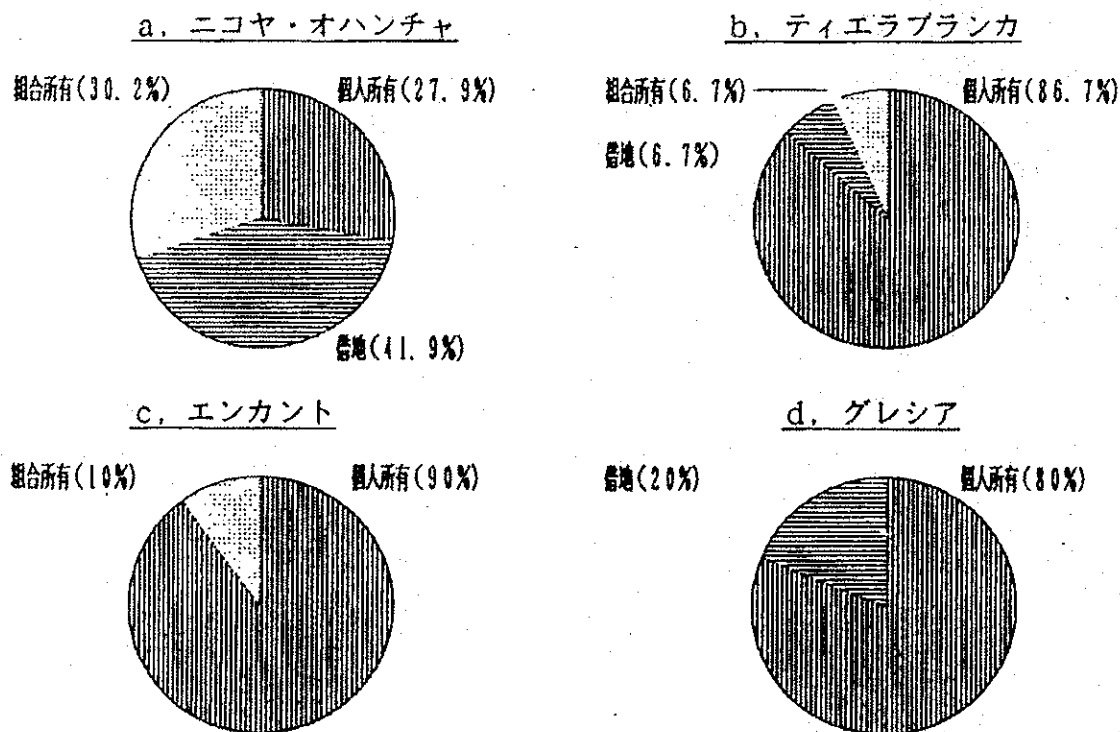 a, ニコヤ・オハンチャ
組合所有(30.2%)
個人所有(27.9%)
借地(41.9%)
b, ティエラブランカ
組合所有(6.7%)
個人所有(86.7%)
借地(6.7%)
c, エンカント
組合所有(10%)
個人所有(90%)
d, グレシア
借地(20%)
個人所有(80%)